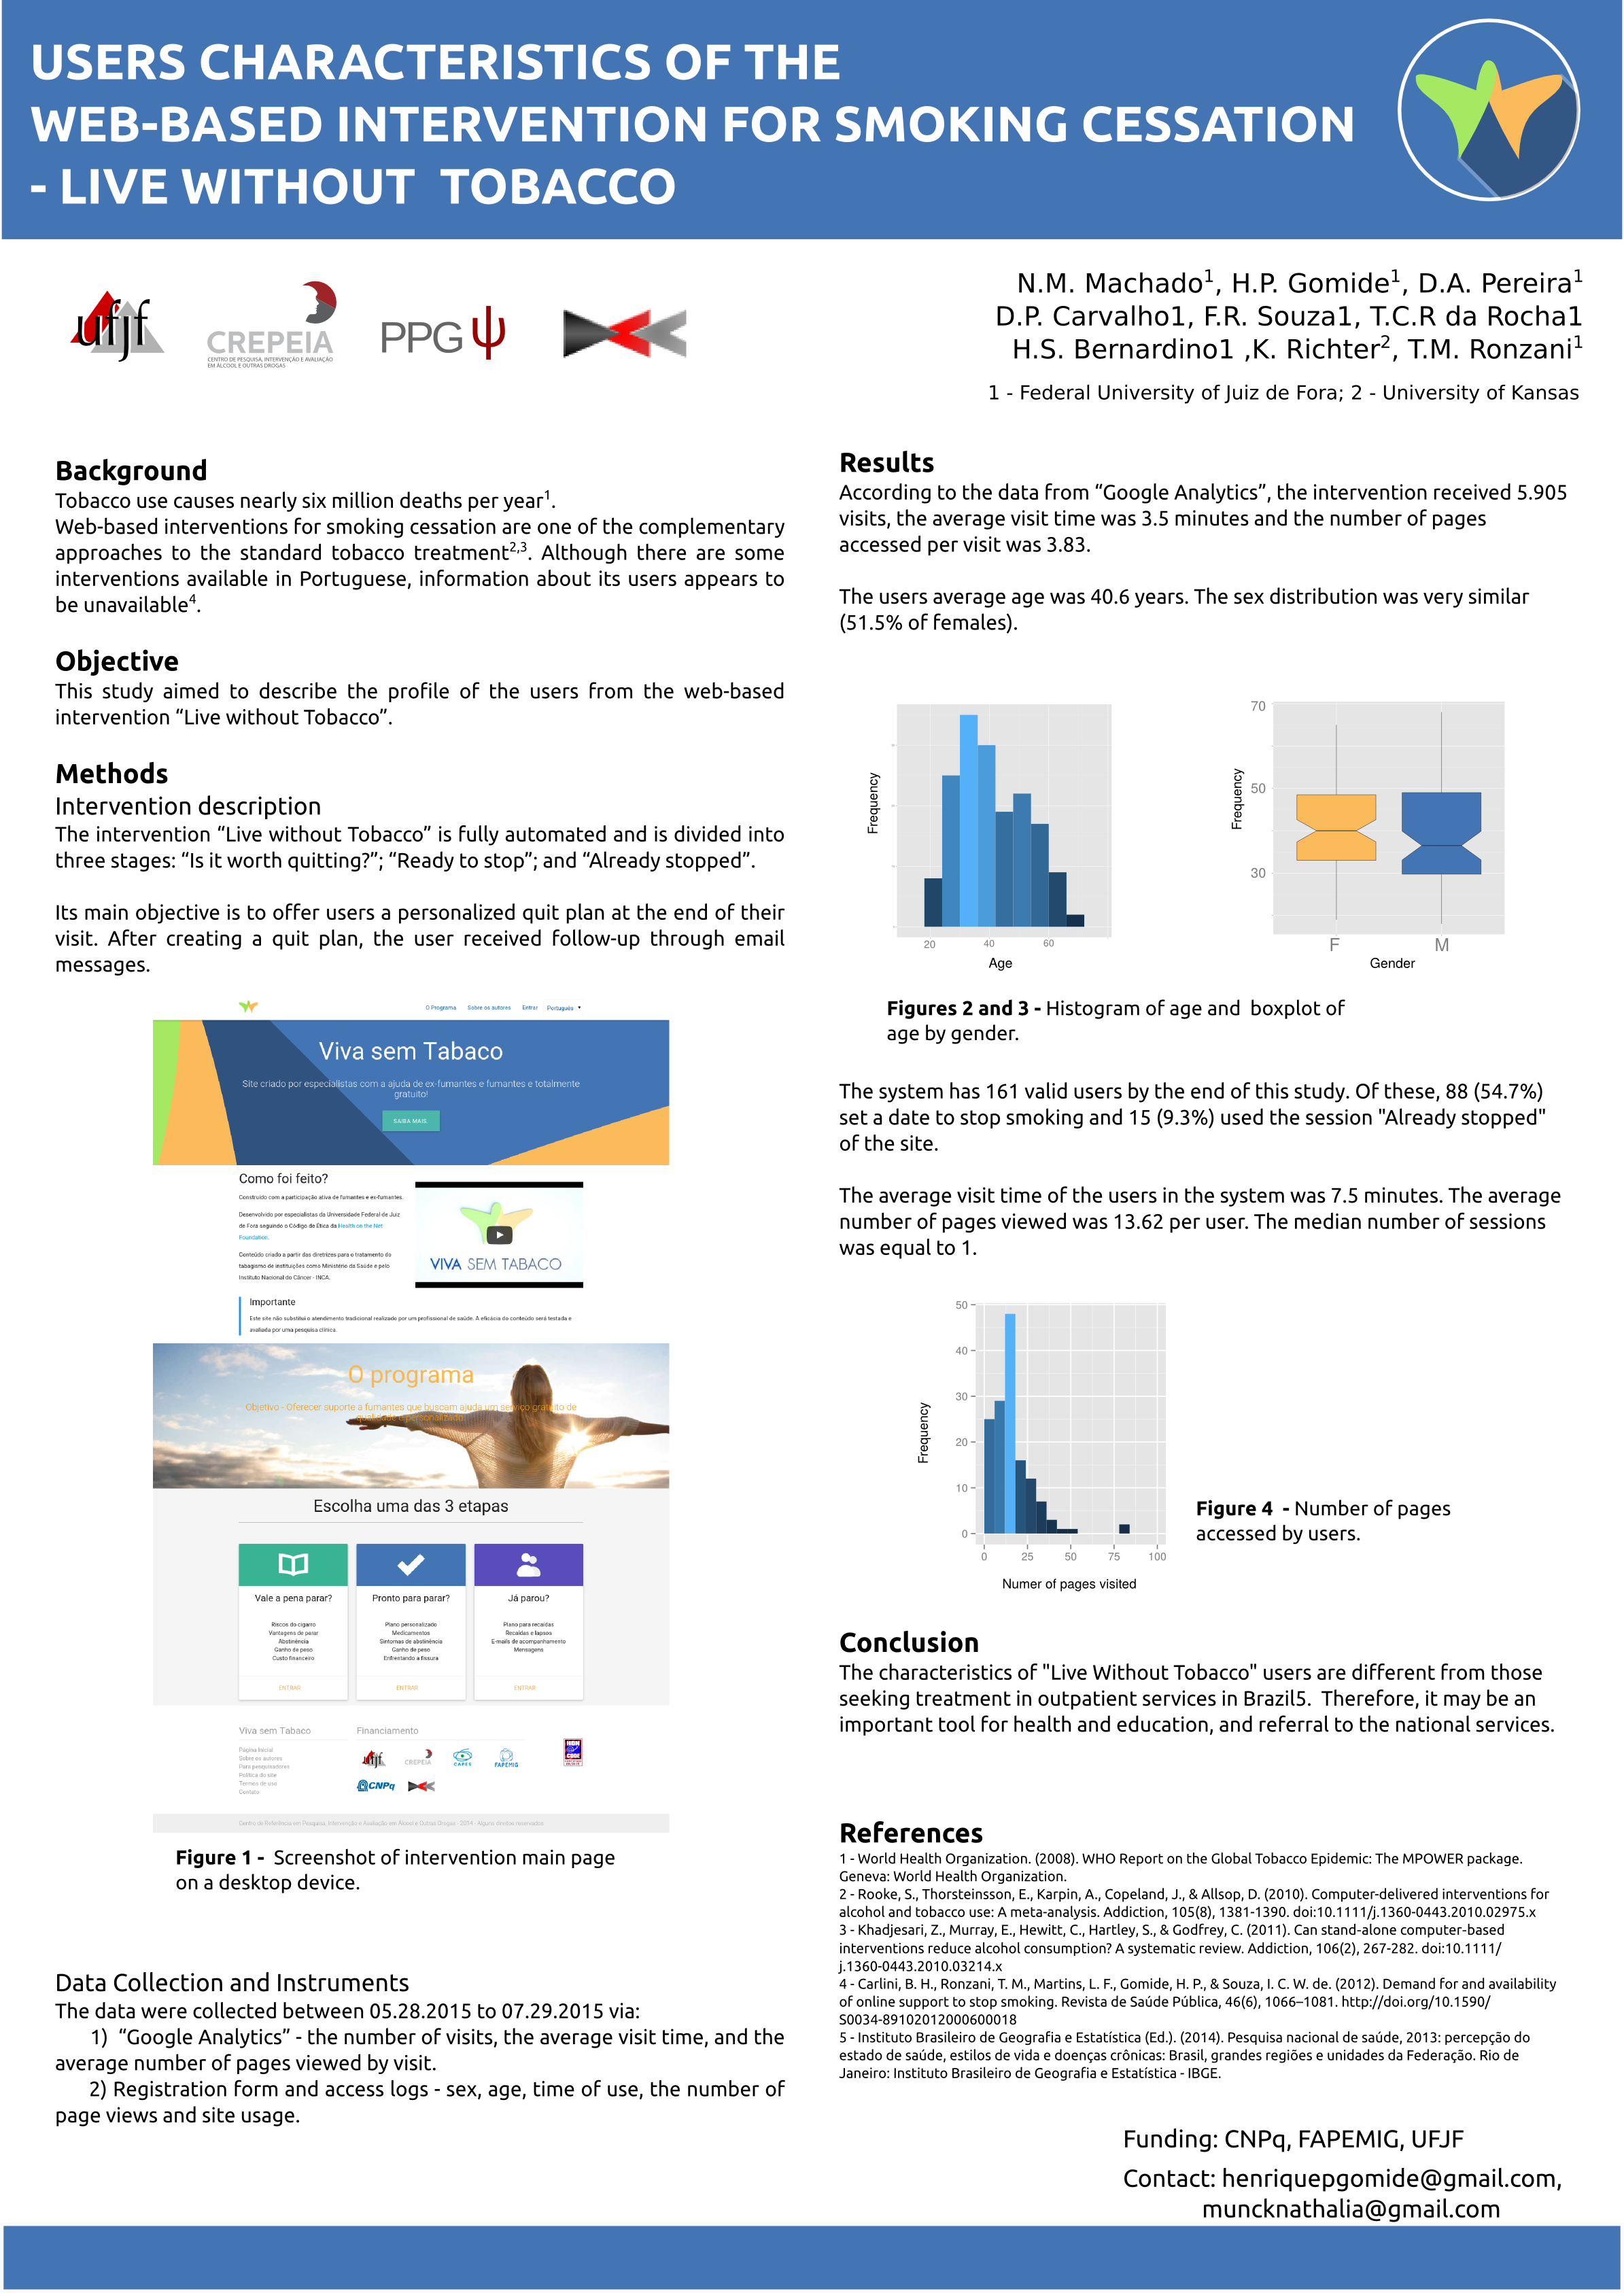 USERS CHARACTERISTICS OF THE
WEB-BASED INTERVENTION FOR SMOKING CESSATION
- LIVE WITHOUT TOBACCO
ufjf
CREPEIA
CENTRO DE PESQUISA, INTERVENÇÃO E AVALIAÇÃO
EM ÁLCOOL E OUTRAS DROGAS
PPG
N.M. Machado1, H.P. Gomide1, D.A. Pereira1
D.P. Carvalho1, F.R. Souza1, T.C.R da Rocha1
H.S. Bernardino1 ,K. Richter2, T.M. Ronzani1
1 - Federal University of Juiz de Fora; 2 - University of Kansas
Background
Tobacco use causes nearly six million deaths per year1.
Web-based interventions for smoking cessation are one of the complementary
approaches to the standard tobacco treatment2,3. Although there are some
interventions available in Portuguese, information about its users appears to
be unavailable4.
Objective
This study aimed to describe the profile of the users from the web-based
intervention “Live without Tobacco”.
Methods
Intervention description
The intervention “Live without Tobacco” is fully automated and is divided into
three stages: “Is it worth quitting?”; “Ready to stop”; and “Already stopped”.
Its main objective is to offer users a personalized quit plan at the end of their
visit. After creating a quit plan, the user received follow-up through email
messages.
O Programa Sobre os autores Entrar Português
Viva sem Tabaco
Site criado por especialistas com a ajuda de ex-fumantes e fumantes e totalmente
gratuito!
SAIBA MAIS
Como foi feito?
Construído com a participação ativa de fumantes e ex-fumantes.
Desenvolvido por especialistas da Universidade Federal de Juiz
de Fora seguindo o Código de Ética da Health on the Net
Foundation.
Conteúdo criado a partir das diretrizes para o tratamento do
tabagismo de instituições como Ministério da Saúde e pelo
Instituto Nacional do Câncer - INCA.
VIVA SEM TABACO
Importante
Este site não substitui o atendimento tradicional realizado por um profissional de saúde. A eficácia do conteúdo será testada e
avaliada por uma pesquisa clínica.
O programa
Objetivo - Oferecer suporte a fumantes que buscam ajuda um serviço gratuito de
qualidade e personalizado.
Escolha uma das 3 etapas
Vale a pena parar?
Riscos do cigarro
Vantagens de parar
Abstinência
Ganho de peso
Custo financeiro
ENTRAR
Pronto para parar?
Plano personalizado
Medicamentos
Sintomas de abstinência
Ganho de peso
Enfrentando a fissura
ENTRAR
Já parou?
Plano para recaídas
Recaídas e lapsos
E-mails de acompanhamento
Mensagens
ENTRAR
Viva sem Tabaco
Página Inicial
Sobre os autores
Para pesquisadores
Política do site
Termos de uso
Contato
Financiamento
ufjf CREPEIA CAPES FAPEMIG
CNPq
Centro de Referência em Pesquisa, Intervenção e Avaliação em Álcool e Outras Drogas - 2014 - Alguns direitos reservados
Figure 1 - Screenshot of intervention main page
on a desktop device.
Data Collection and Instruments
The data were collected between 05.28.2015 to 07.29.2015 via:
1) “Google Analytics” - the number of visits, the average visit time, and the
average number of pages viewed by visit.
2) Registration form and access logs - sex, age, time of use, the number of
page views and site usage.
Results
According to the data from “Google Analytics”, the intervention received 5.905
visits, the average visit time was 3.5 minutes and the number of pages
accessed per visit was 3.83.
The users average age was 40.6 years. The sex distribution was very similar
(51.5% of females).
Frequency
20 40 60
Age
Frequency
70
50
30
F M
Gender
Figures 2 and 3 - Histogram of age and boxplot of
age by gender.
The system has 161 valid users by the end of this study. Of these, 88 (54.7%)
set a date to stop smoking and 15 (9.3%) used the session "Already stopped"
of the site.
The average visit time of the users in the system was 7.5 minutes. The average
number of pages viewed was 13.62 per user. The median number of sessions
was equal to 1.
Frequency
50
40
30
20
10
0
0 25 50 75 100
Numer of pages visited
Figure 4 - Number of pages
accessed by users.
Conclusion
The characteristics of "Live Without Tobacco" users are different from those
seeking treatment in outpatient services in Brazil5. Therefore, it may be an
important tool for health and education, and referral to the national services.
References
1 - World Health Organization. (2008). WHO Report on the Global Tobacco Epidemic: The MPOWER package.
Geneva: World Health Organization.
2 - Rooke, S., Thorsteinsson, E., Karpin, A., Copeland, J., & Allsop, D. (2010). Computer-delivered interventions for
alcohol and tobacco use: A meta-analysis. Addiction, 105(8), 1381-1390. doi:10.1111/j.1360-0443.2010.02975.x
3 - Khadjesari, Z., Murray, E., Hewitt, C., Hartley, S., & Godfrey, C. (2011). Can stand-alone computer-based
interventions reduce alcohol consumption? A systematic review. Addiction, 106(2), 267-282. doi:10.1111/
j.1360-0443.2010.03214.x
4 - Carlini, B. H., Ronzani, T. M., Martins, L. F., Gomide, H. P., & Souza, I. C. W. de. (2012). Demand for and availability
of online support to stop smoking. Revista de Saúde Pública, 46(6), 1066–1081. http://doi.org/10.1590/
S0034-89102012000600018
5 - Instituto Brasileiro de Geografia e Estatística (Ed.). (2014). Pesquisa nacional de saúde, 2013: percepção do
estado de saúde, estilos de vida e doenças crônicas: Brasil, grandes regiões e unidades da Federação. Rio de
Janeiro: Instituto Brasileiro de Geografia e Estatística - IBGE.
Funding: CNPq, FAPEMIG, UFJF
Contact: henriquepgomide@gmail.com,
muncknathalia@gmail.com